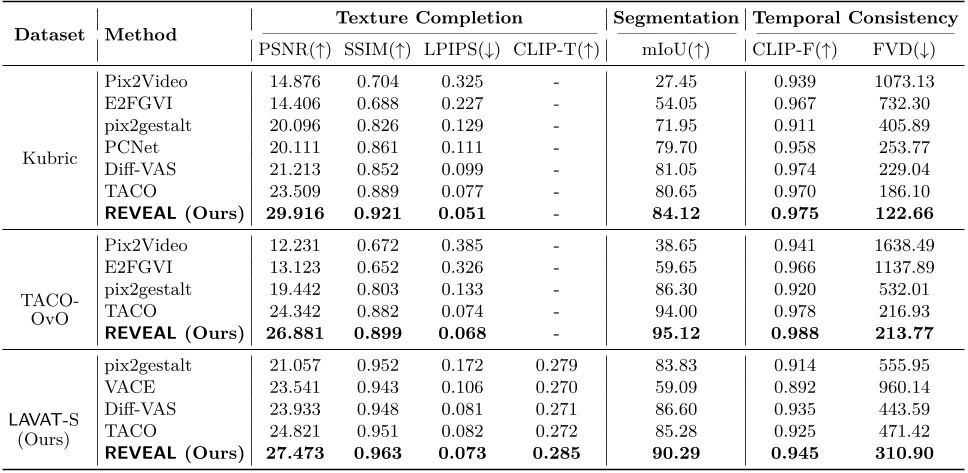 Dataset Method Texture Completion Segmentation Temporal Consistency
PSNR(↑) SSIM(↑) LPIPS(↓) CLIP-T(↑) mIoU(↑) CLIP-F(↑) FVD(↓)
Kubric
Pix2Video 14.876 0.704 0.325 - 27.45 0.939 1073.13
E2FGVI 14.406 0.688 0.227 - 54.05 0.967 732.30
pix2gestalt 20.096 0.826 0.129 - 71.95 0.911 405.89
PCNet 20.111 0.861 0.111 - 79.70 0.958 253.77
Diff-VAS 21.213 0.852 0.099 - 81.05 0.974 229.04
TACO 23.509 0.889 0.077 - 80.65 0.970 186.10
REVEAL (Ours) 29.916 0.921 0.051 - 84.12 0.975 122.66
TACO-
OvO
Pix2Video 12.231 0.672 0.385 - 38.65 0.941 1638.49
E2FGVI 13.123 0.652 0.326 - 59.65 0.966 1137.89
pix2gestalt 19.442 0.803 0.133 - 86.30 0.920 532.01
TACO 24.342 0.882 0.074 - 94.00 0.978 216.93
REVEAL (Ours) 26.881 0.899 0.068 - 95.12 0.988 213.77
LAVAT-S
(Ours)
pix2gestalt 21.057 0.952 0.172 0.279 83.83 0.914 555.95
VACE 23.541 0.943 0.106 0.270 59.09 0.892 960.14
Diff-VAS 23.933 0.948 0.081 0.271 86.60 0.935 443.59
TACO 24.821 0.951 0.082 0.272 85.28 0.925 471.42
REVEAL (Ours) 27.473 0.963 0.073 0.285 90.29 0.945 310.90